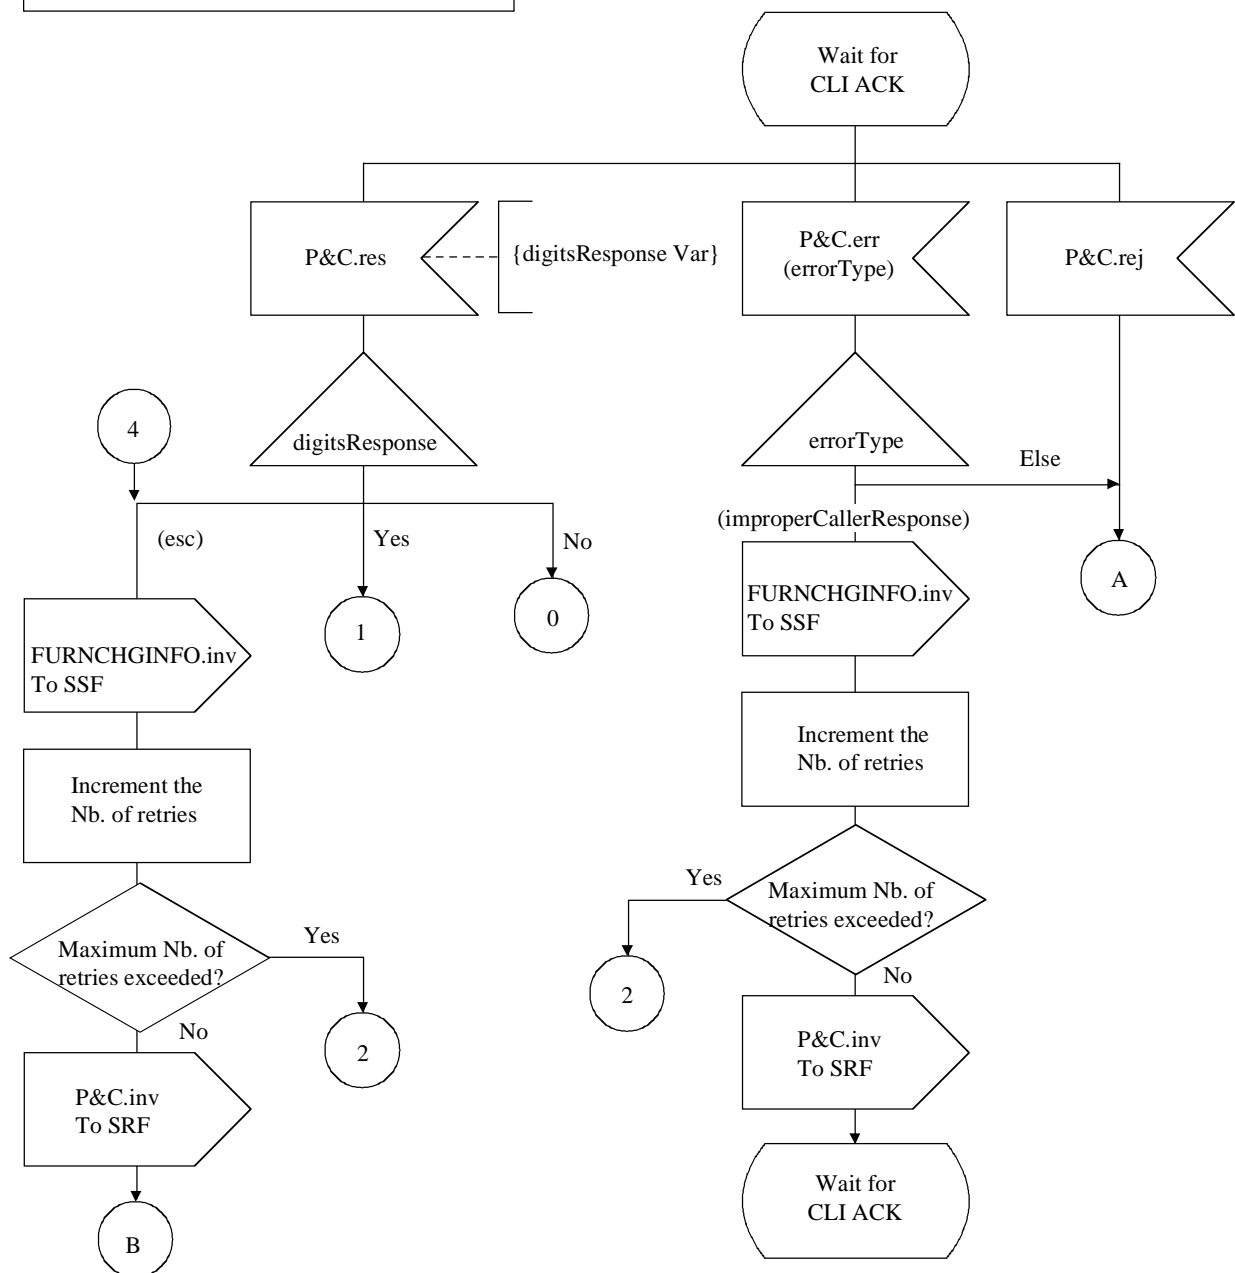 Wait for
CLI ACK
P&C.res
{digitsResponse Var}
P&C.err
(errorType)
P&C.rej
4
digitsResponse
errorType
Else
(esc)
Yes
No
(improperCallerResponse)
A
1
0
FURNCHGINFO.inv
To SSF
FURNCHGINFO.inv
To SSF
Increment the
Nb. of retries
Increment the
Nb. of retries
Maximum Nb. of
retries exceeded?
Yes
No
2
Maximum Nb. of
retries exceeded?
Yes
No
2
P&C.inv
To SRF
P&C.inv
To SRF
B
Wait for
CLI ACK